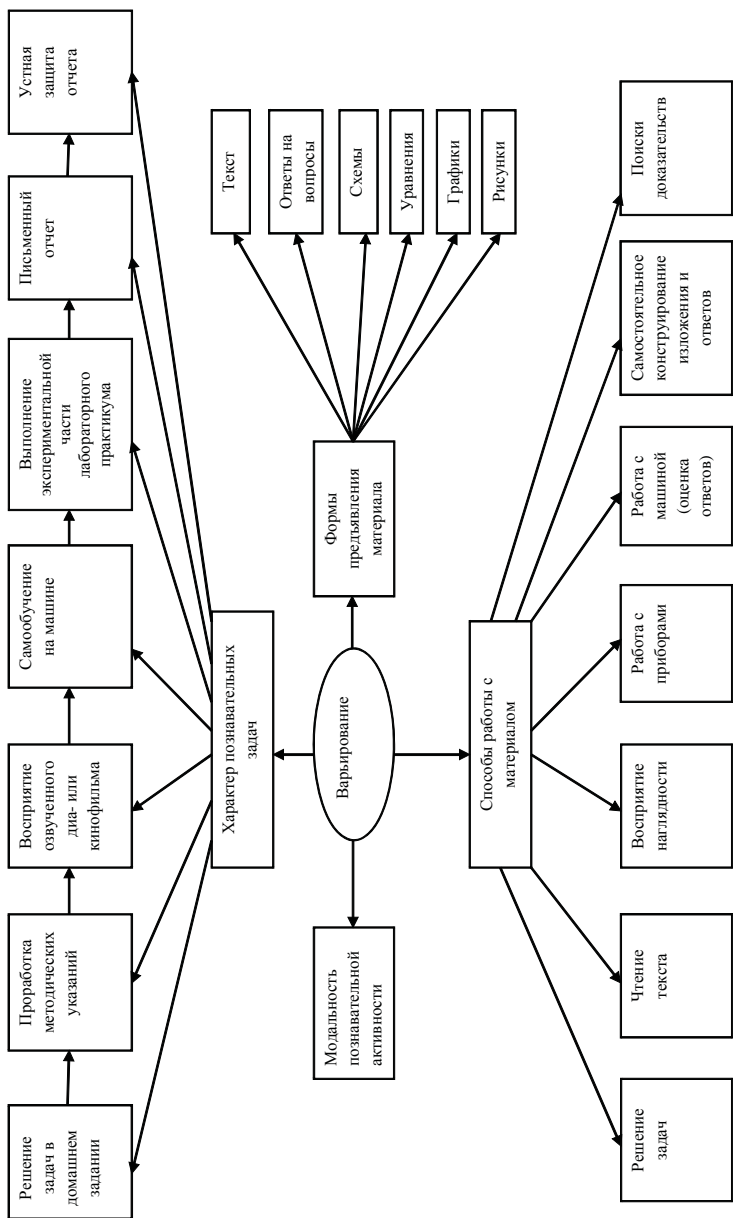 Решение
задач в
домашнем
задании
Проработка
методических
указаний
Восприятие
озвученного
диа- или
кинофильма
Самообучение
на машине
Выполнение
экспериментальной
части
лабораторного
практикума
Письменный
отчет
Устная
защита
отчета
Характер познавательных
задач
Модальность
познавательной
активности
Варьирование
Формы
предъявления
материала
Текст
Ответы на
вопросы
Схемы
Уравнения
Графики
Рисунки
Способы работы с
материалом
Решение
задач
Чтение
текста
Восприятие
наглядности
Работа с
приборами
Работа с
машиной
(оценка
ответов)
Самостоятельное
конструирование
изложения и
ответов
Поиски
доказательств